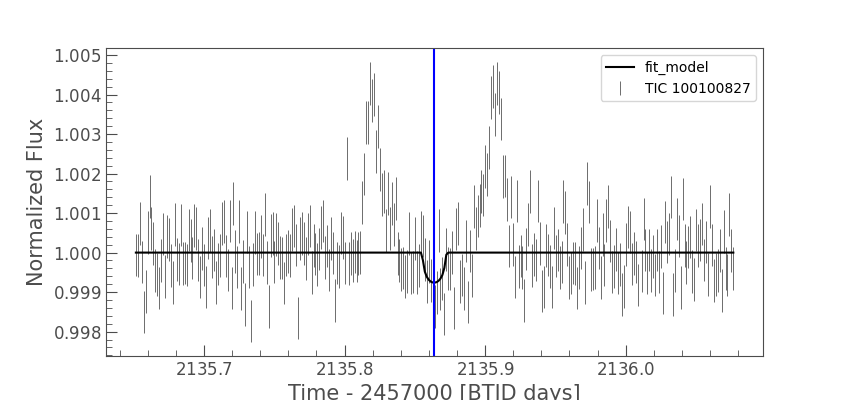 1.005
1.004
1.003
1.002
1.001
1.000
0.999
0.998
Normalized Flux
fit_model
TIC 100100827
2135.7 2135.8 2135.9 2136.0
Time - 2457000 [BTJD days]